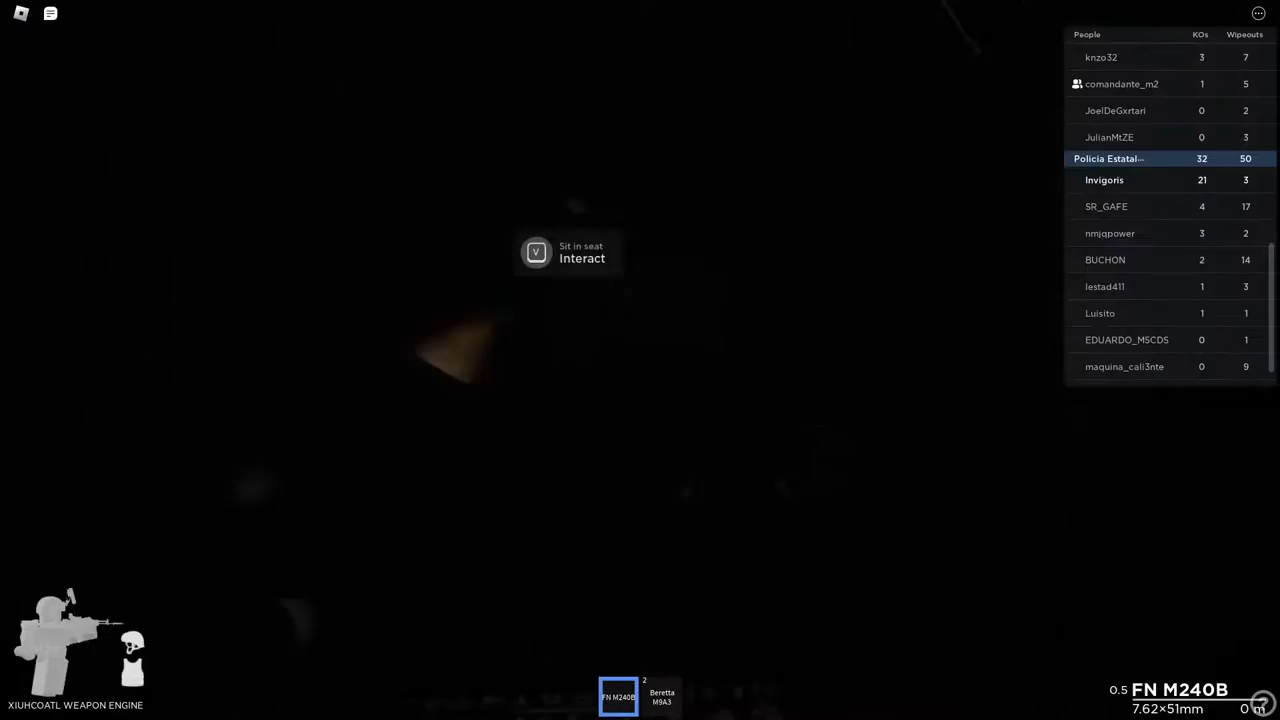 People KOs Wipeouts
knzo32 3 7
comandante_m2 1 5
JoelDeGxrtari 0 2
JulianMtZE 0 3
Policia Estatal... 32 50
Invigoris 21 3
SR_GAFE 4 17
nmjqpower 3 2
BUCHON 2 14
lestad411 1 3
Luisito 1 1
EDUARDO_M5CDS 0 1
maquina_cali3nte 0 9
V Sit in seat
Interact
XIUHCOATL WEAPON ENGINE
FN M240B
2
Beretta
M9A3
0.5 FN M240B
7.62×51mm 0 m
?